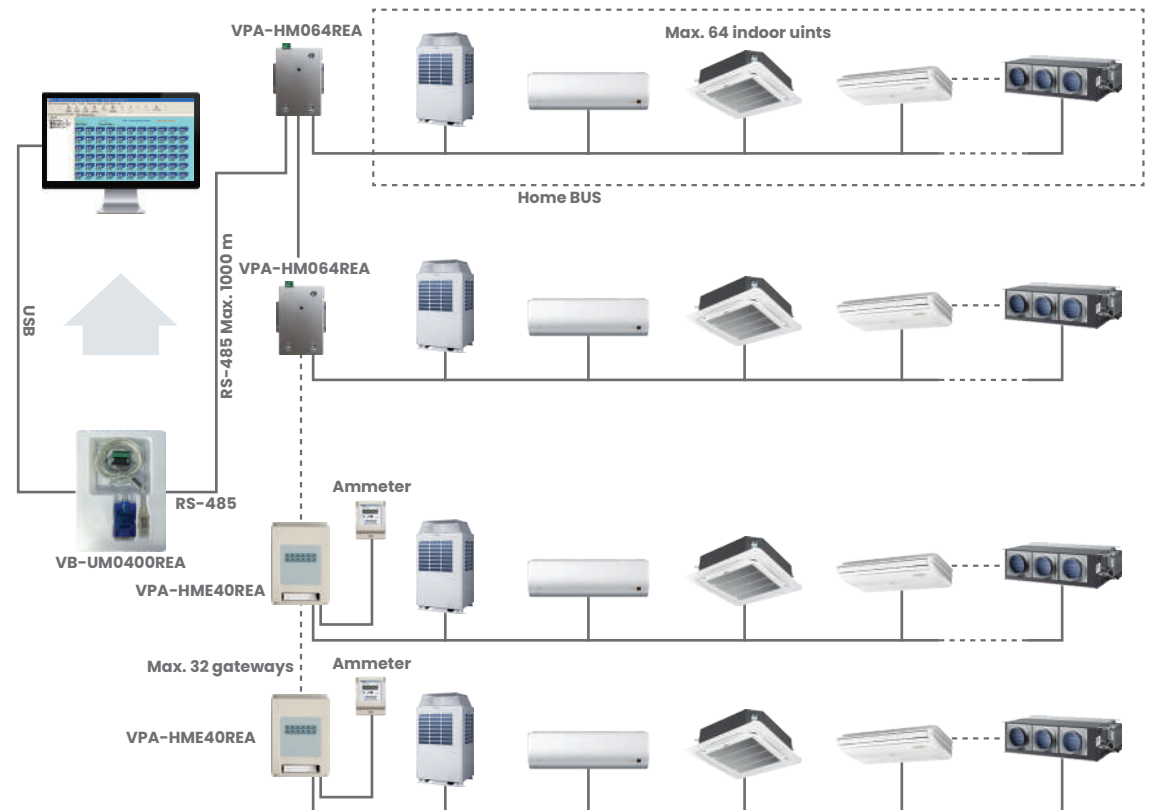 VPA-HM064REA
Max. 64 indoor uints
Home BUS
VPA-HM064REA
USB
RS-485 Max. 1000 m
RS-485
VB-UM0400REA
Ammeter
VPA-HME40REA
Max. 32 gateways
Ammeter
VPA-HME40REA